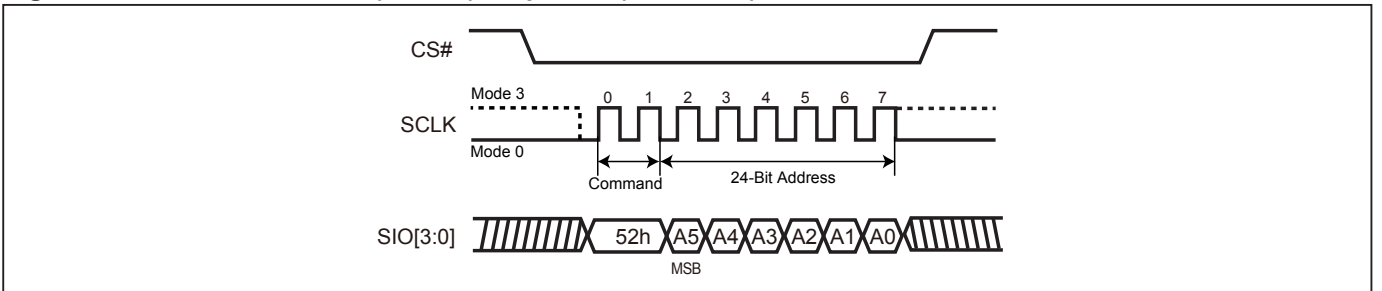 CS#
Mode 3
0 1 2 3 4 5 6 7
SCLK
Mode 0
Command
24-Bit Address
SIO[3:0]
52h A5 A4 A3 A2 A1 A0
MSB